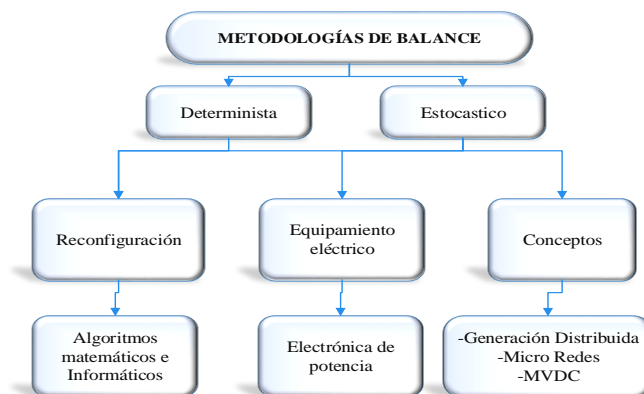 METODOLOGÍAS DE BALANCE
Determinista
Estocastico
Reconfiguración
Equipamiento
eléctrico
Conceptos
Algoritmos
matemáticos e
Informáticos
Electrónica de
potencia
-Generación Distribuida
-Micro Redes
-MVDC